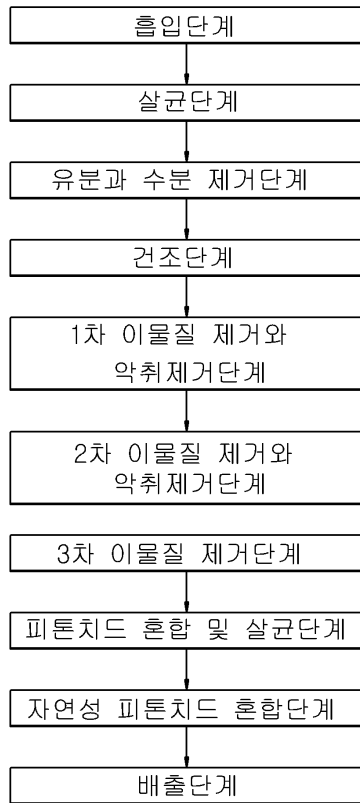 흡입단계
살균단계
유분과 수분 제거단계
건조단계
1차 이물질 제거와
악취제거단계
2차 이물질 제거와
악취제거단계
3차 이물질 제거단계
피톤치드 혼합 및 살균단계
자연성 피톤치드 혼합단계
배출단계